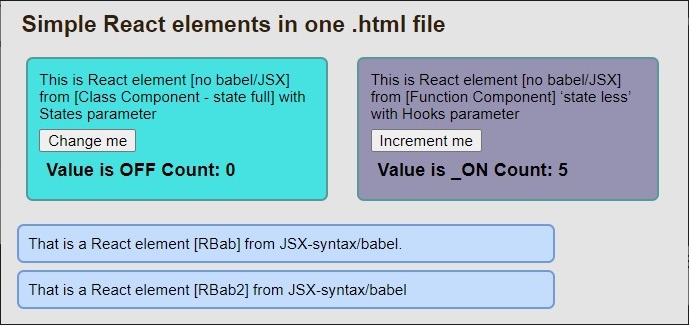 Simple React elements in one .html file
This is React element [no babel/JSX]
from [Class Component - state full] with
States parameter
Change me
Value is OFF Count: 0
This is React element [no babel/JSX]
from [Function Component] ‘state less’
with Hooks parameter
Increment me
Value is _ON Count: 5
That is a React element [RBab] from JSX-syntax/babel.
That is a React element [RBab2] from JSX-syntax/babel